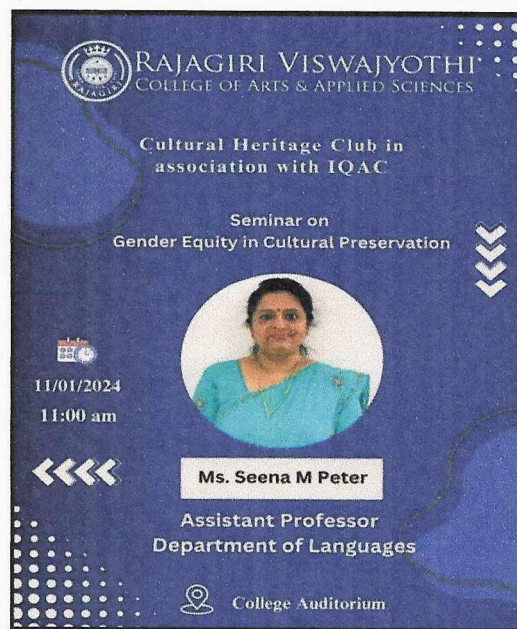 RAJAGIRI VISWAJYOTHI
COLLEGE OF ARTS & APPLIED SCIENCES
RAJAGIRI
Cultural Heritage Club in
association with IQAC
Seminar on
Gender Equity in Cultural Preservation
11/01/2024
11:00 am
Ms. Seena M Peter
Assistant Professor
Department of Languages
College Auditorium